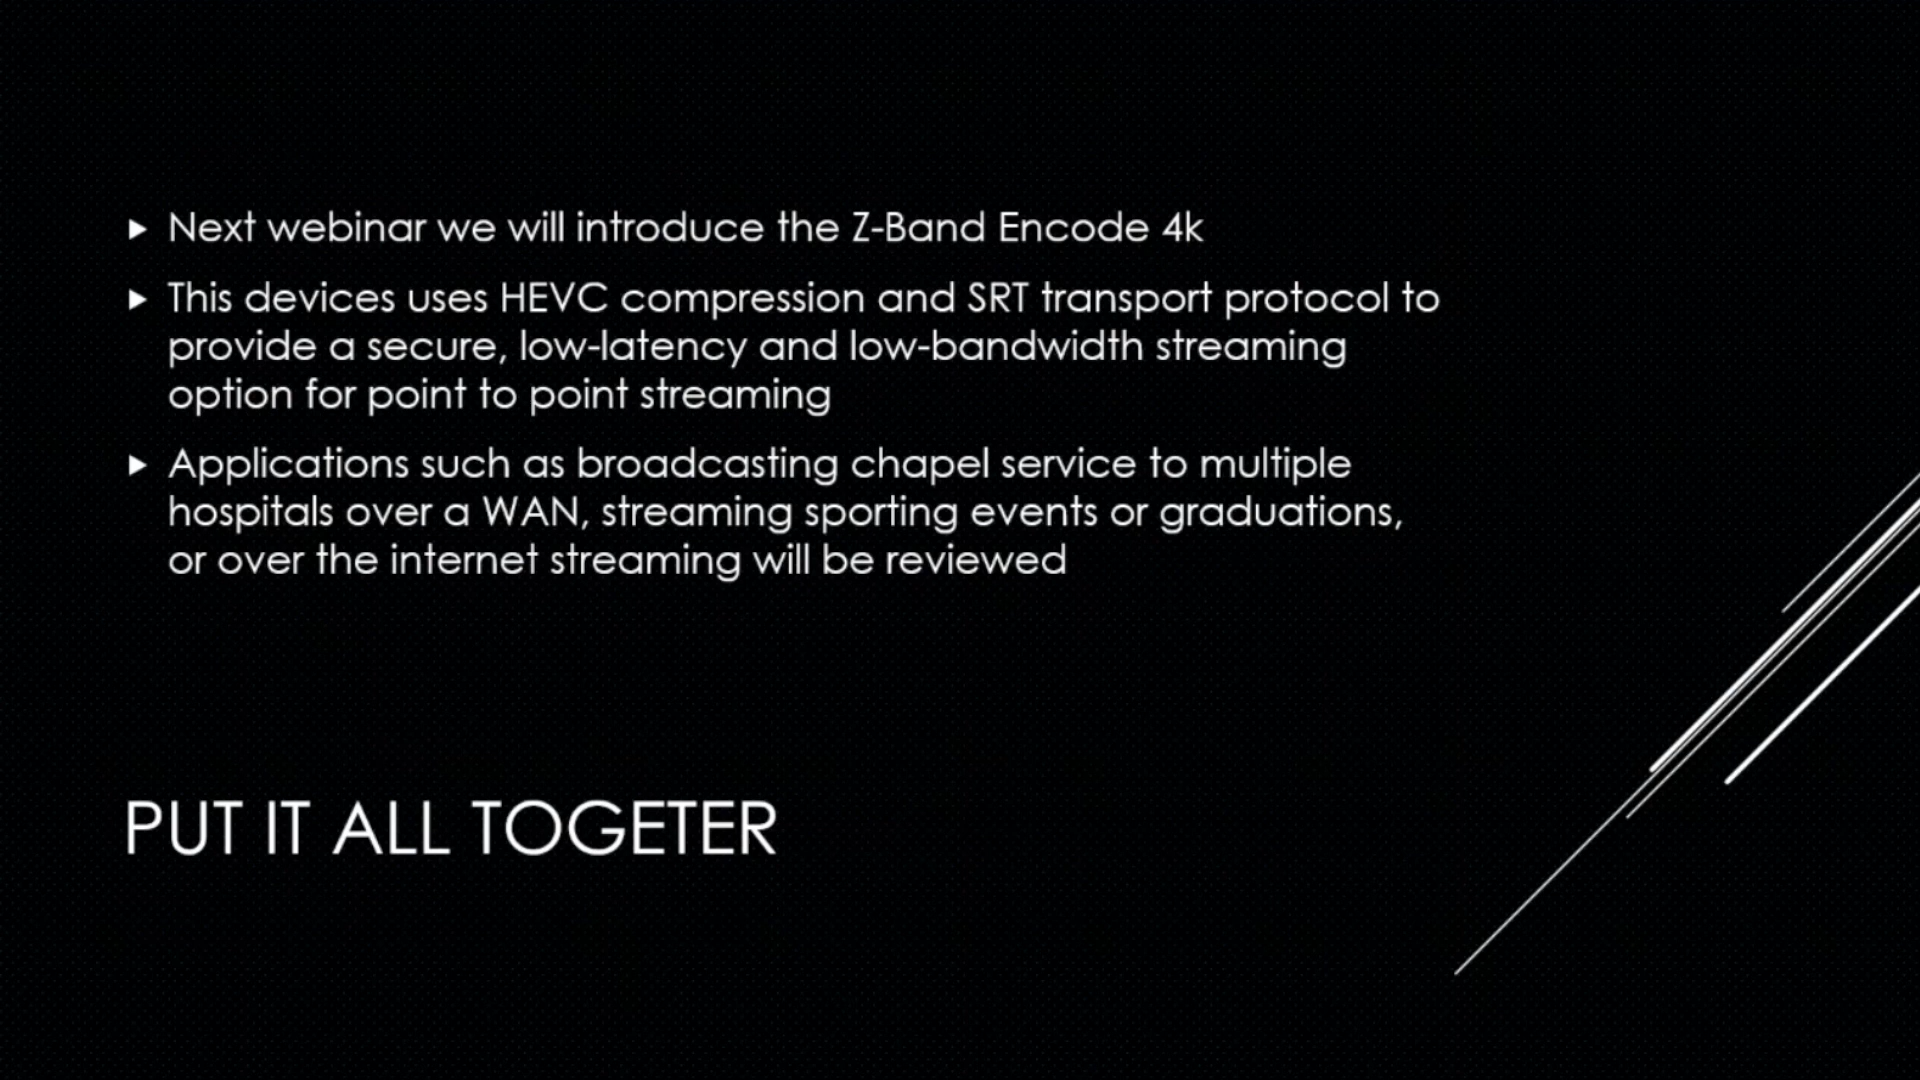 Next webinar we will introduce the Z-Band Encode 4k
This devices uses HEVC compression and SRT transport protocol to
provide a secure, low-latency and low-bandwidth streaming
option for point to point streaming
Applications such as broadcasting chapel service to multiple
hospitals over a WAN, streaming sporting events or graduations,
or over the internet streaming will be reviewed
PUT IT ALL TOGETER